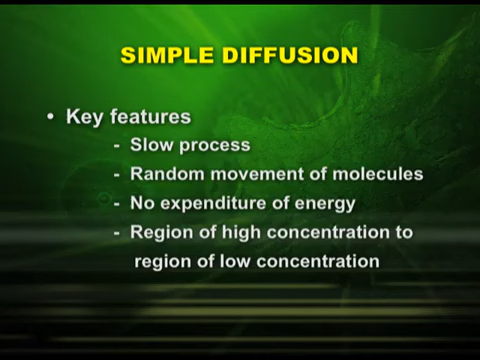 SIMPLE DIFFUSION
• Key features
- Slow process
- Random movement of molecules
- No expenditure of energy
- Region of high concentration to
region of low concentration